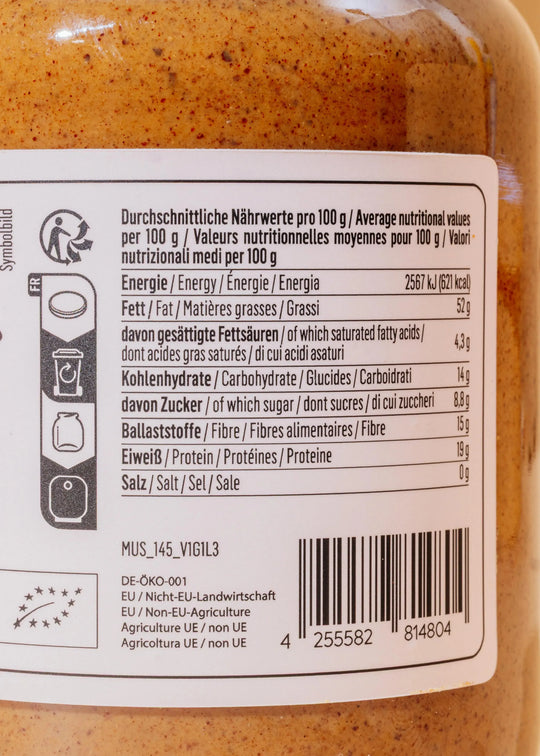 Symbolbild
Durchschnittliche Nährwerte pro 100 g / Average nutritional values
per 100 g / Valeurs nutritionnelles moyennes pour 100 g / Valori
nutrizionali medi per 100 g
Energie / Energy / Énergie / Energia 2567 kJ (621 kcal)
Fett / Fat / Matières grasses / Grassi 52 g
davon gesättigte Fettsäuren / of which saturated fatty acids /
dont acides gras saturés / di cui acidi asaturi 4,3 g
Kohlenhydrate / Carbohydrate / Glucides / Carboidrati 14 g
davon Zucker / of which sugar / dont sucres / di cui zuccheri 8,8 g
Ballaststoffe / Fibre / Fibres alimentaires / Fibre 15 g
Eiweiß / Protein / Protéines / Proteine 19 g
Salz / Salt / Sel / Sale 0 g
FR
MUS_145_V1G1L3
DE-ÖKO-001
EU / Nicht-EU-Landwirtschaft
EU / Non-EU-Agriculture
Agriculture UE / non UE
Agricoltura UE / non UE
4 255582 814804